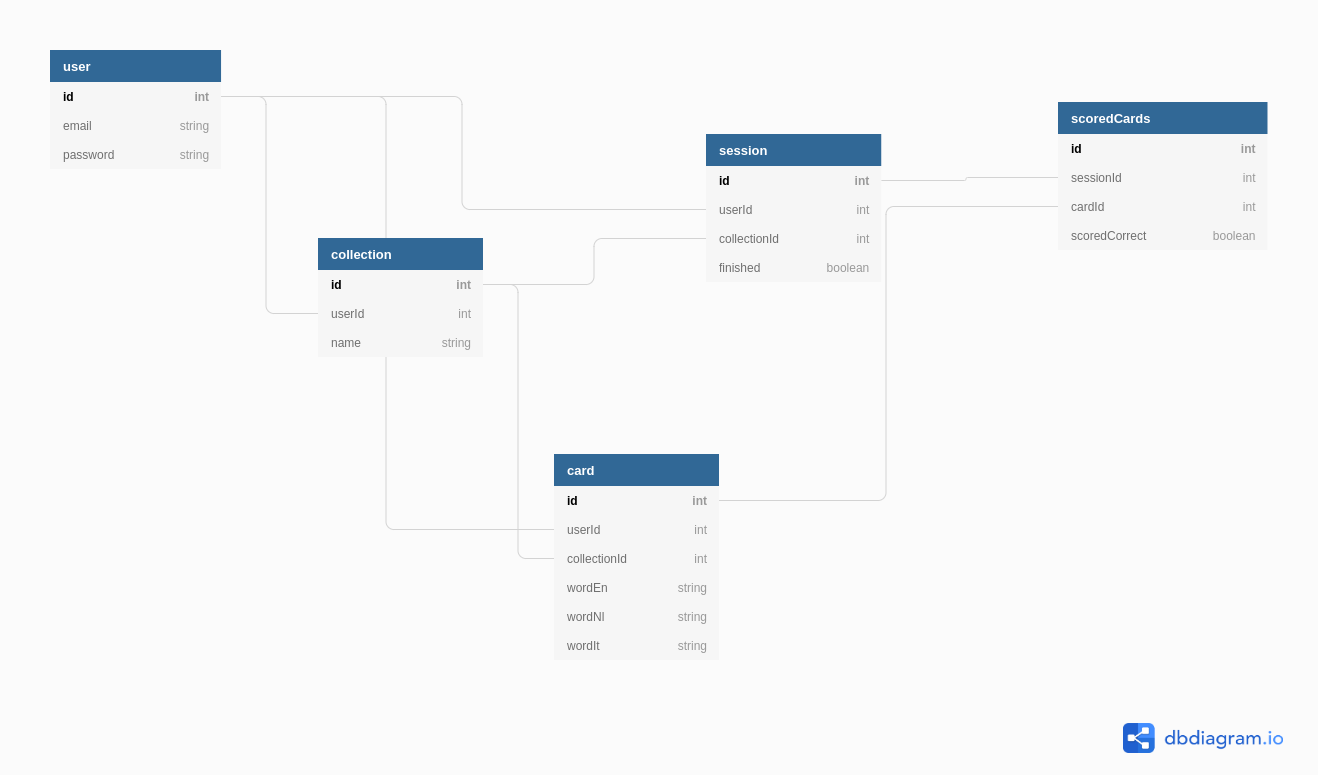 user
id int
email string
password string
collection
id int
userId int
name string
session
id int
userId int
collectionId int
finished boolean
scoredCards
id int
sessionId int
cardId int
scoredCorrect boolean
card
id int
userId int
collectionId int
wordEn string
wordNl string
wordIt string
dbdiagram.io